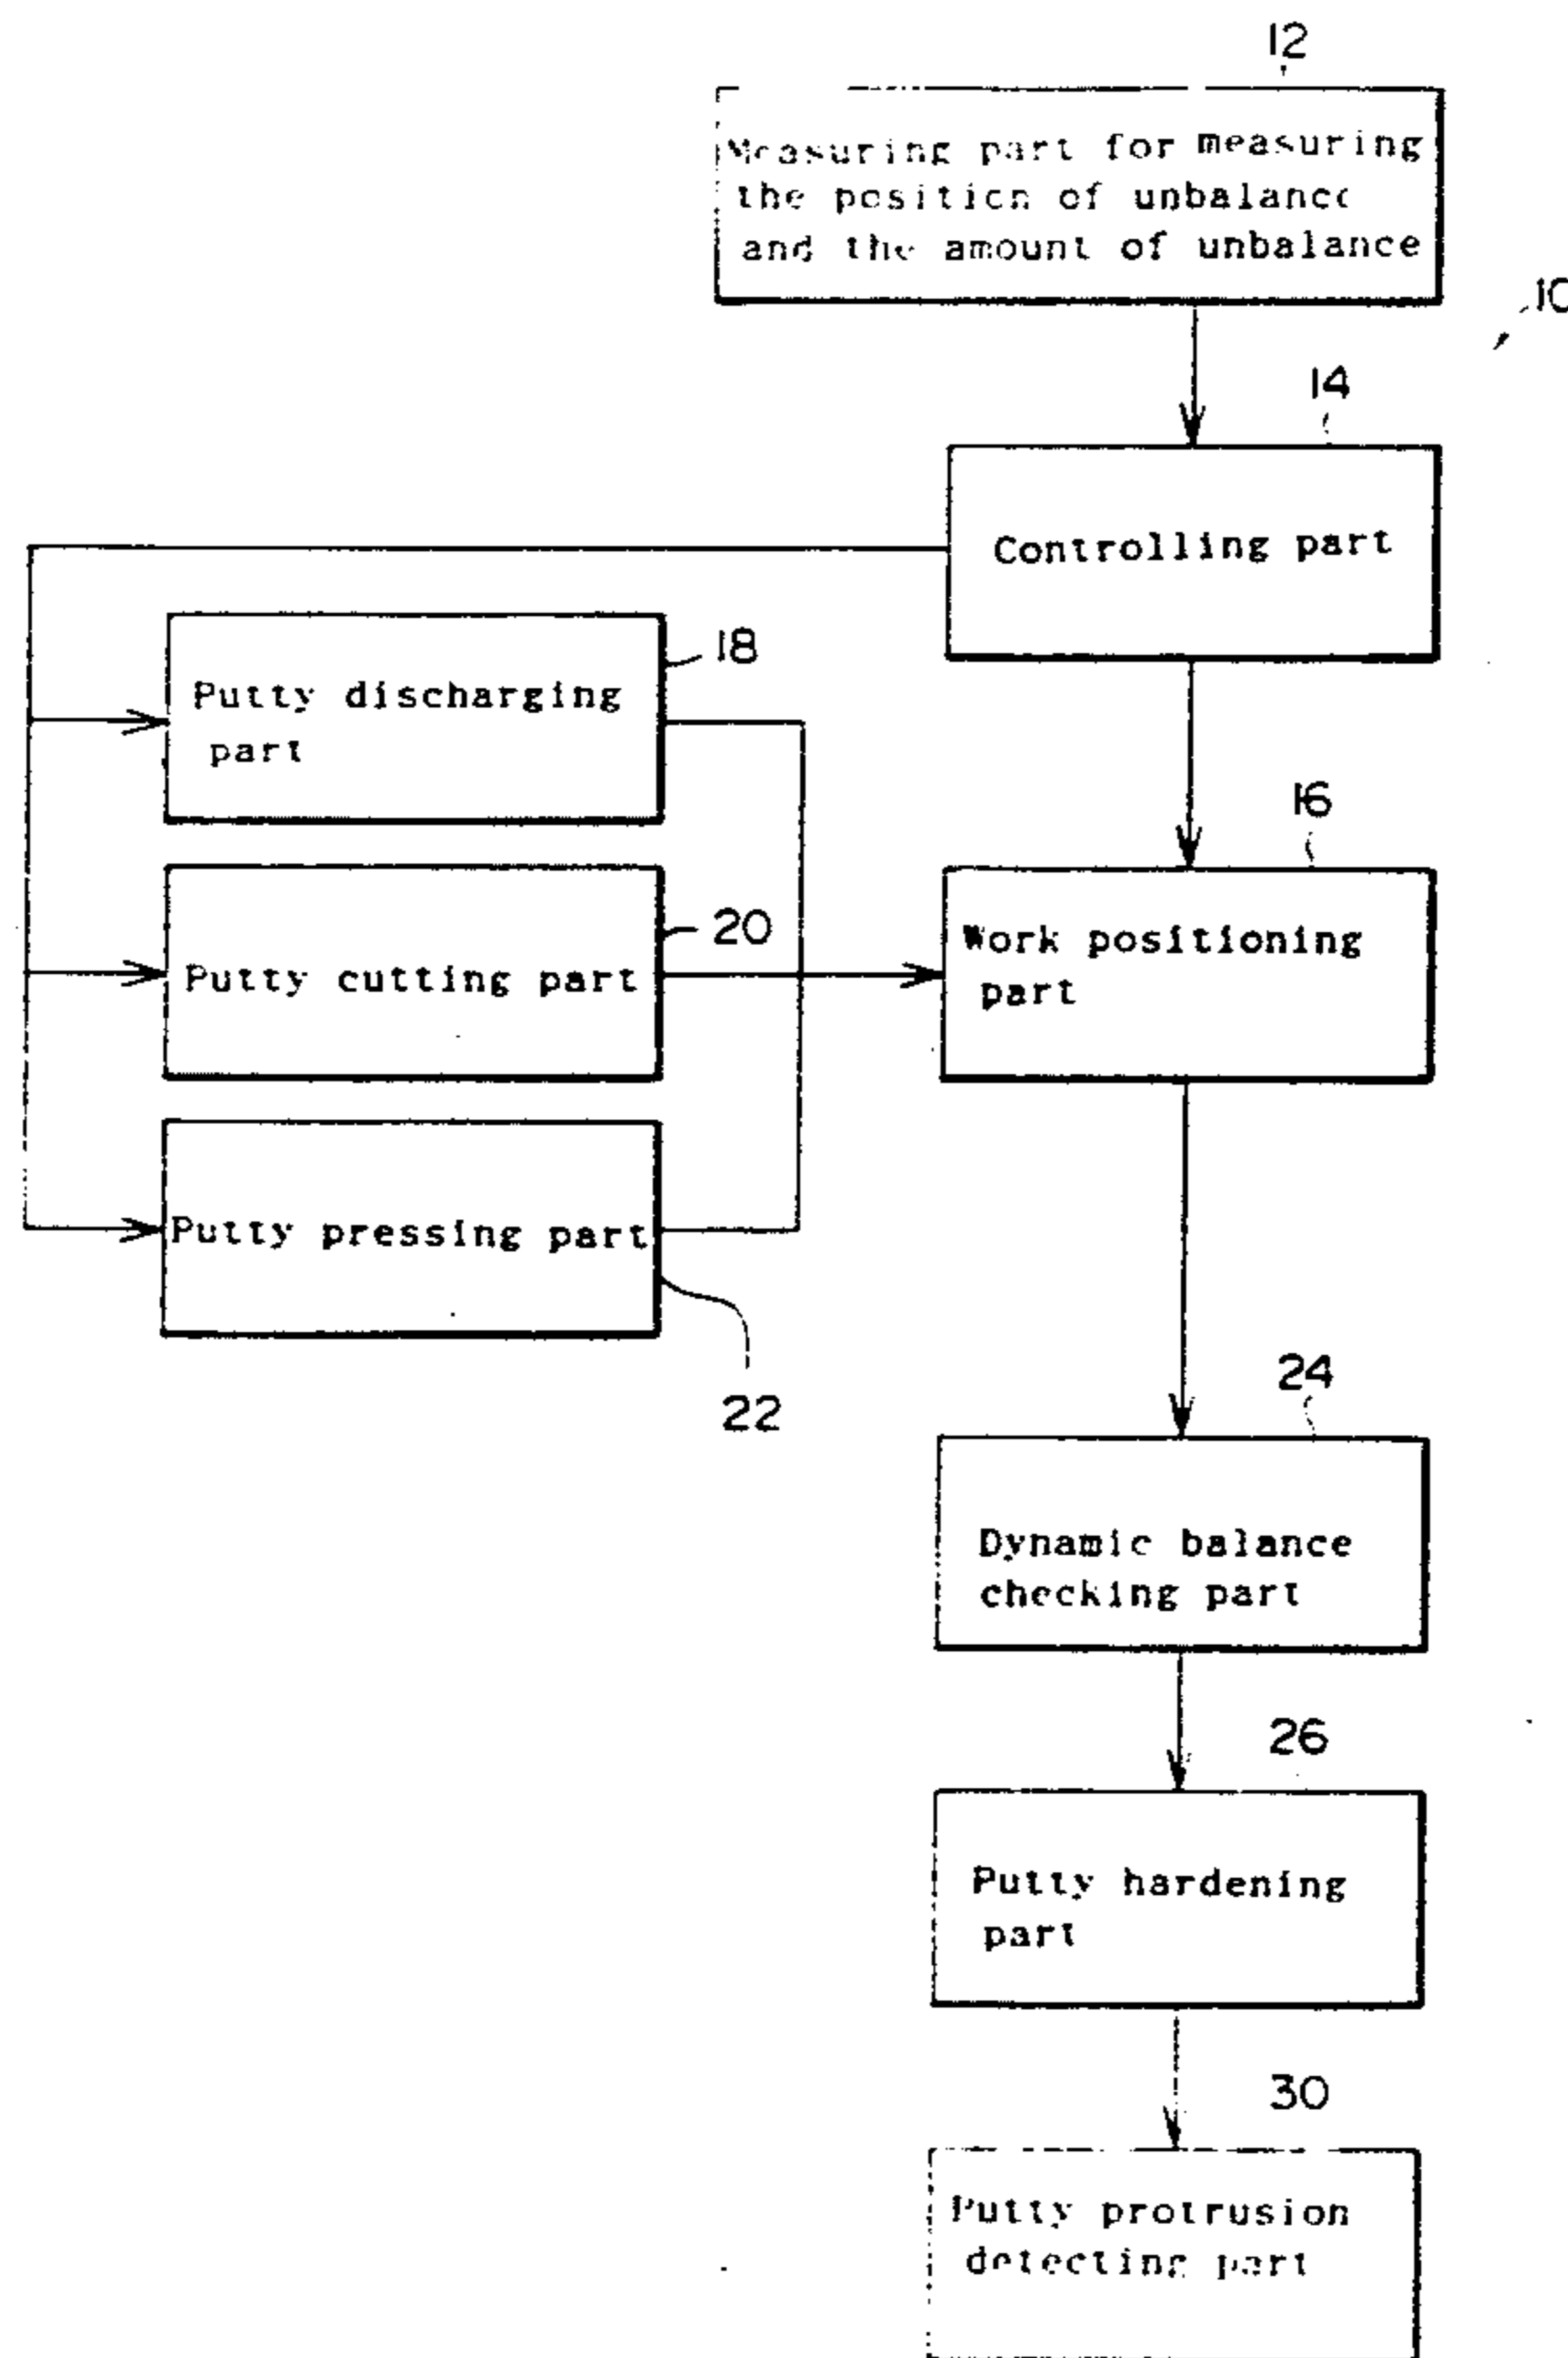 12
Measuring part for measuring
the position of unbalance
and the amount of unbalance
10
14
Controlling part
18
Putty discharging
part
16
20
Work positioning
part
Putty cutting part
Putty pressing part
22
24
Dynamic balance
checking part
26
Putty hardening
part
30
Putty protrusion
detecting part